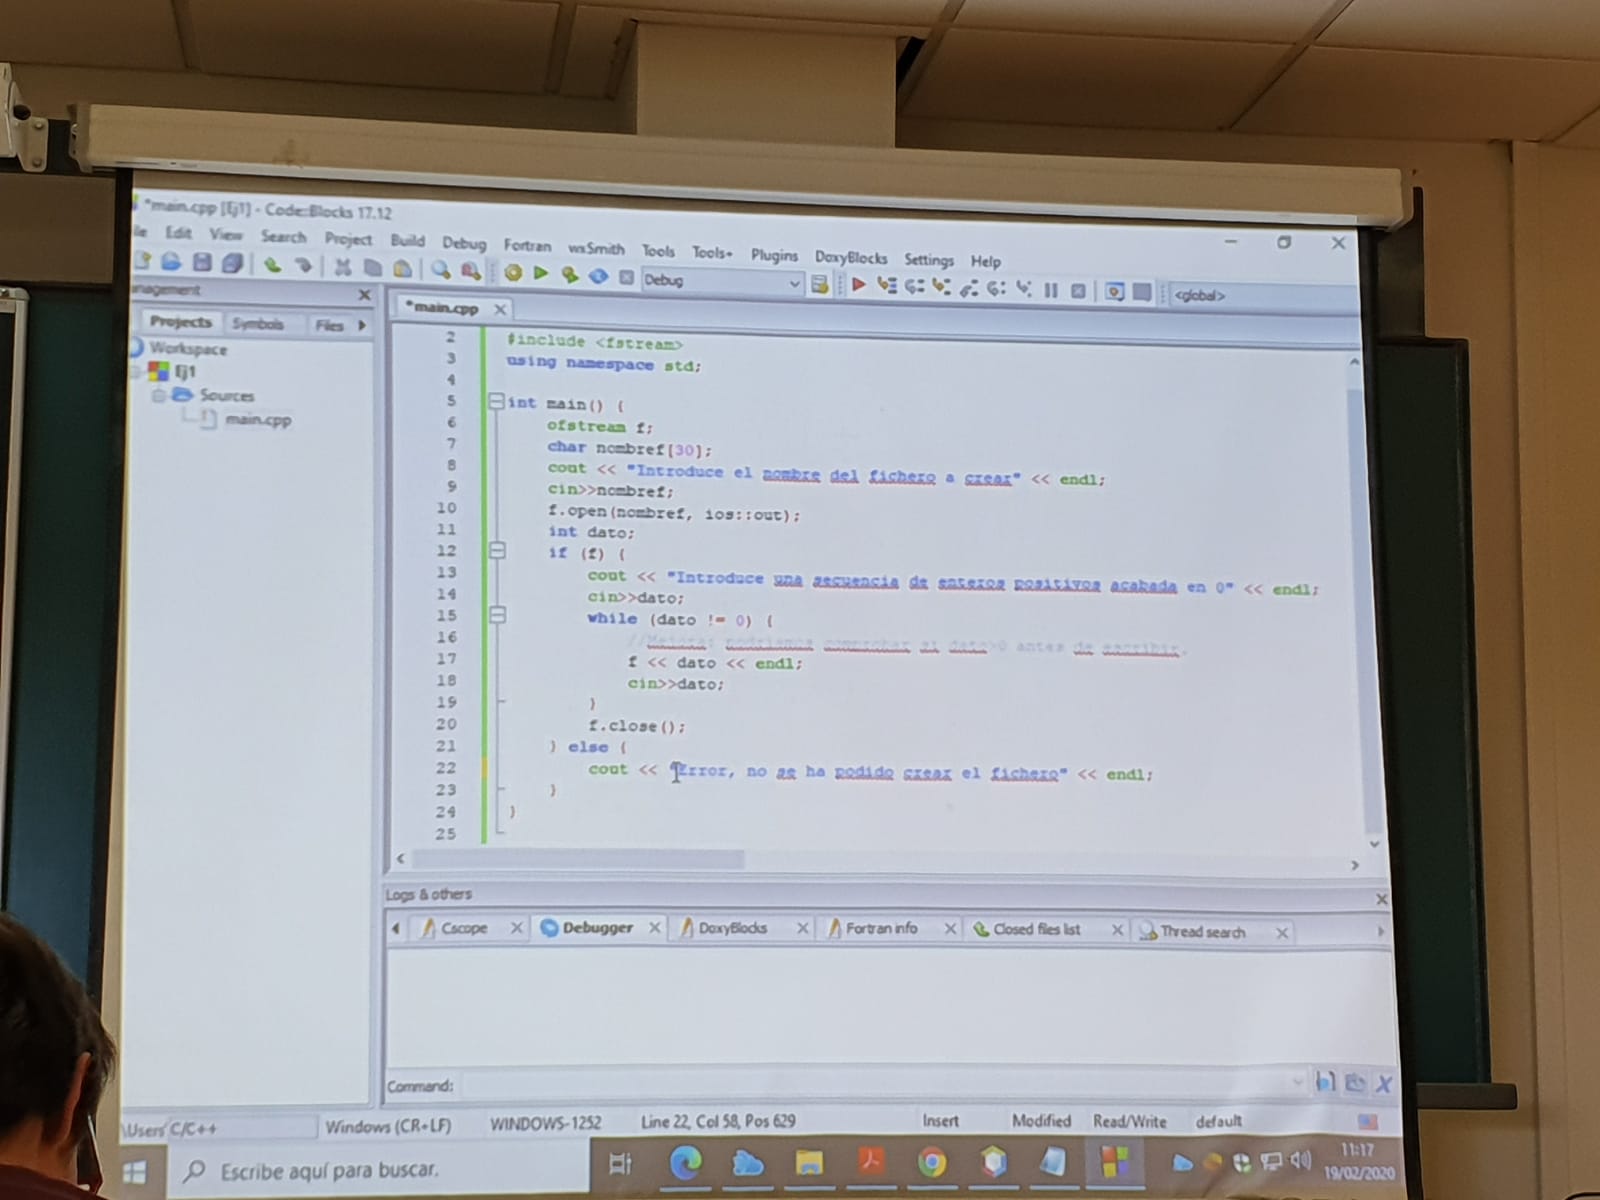 *main.cpp [Ej1] - Code::Blocks 17.12
le Edit View Search Project Build Debug Fortran wxSmith Tools Tools+ Plugins DoxyBlocks Settings Help
Debug
<global>
nagement
*main.cpp
Projects Symbols Files
Workspace
Ej1
Sources
main.cpp
2 #include <fstream>
3 using namespace std;
4
5 int main() {
6 ofstream f;
7 char nombref[30];
8 cout << "Introduce el nombre del fichero a crear" << endl;
9 cin>>nombref;
10 f.open(nombref, ios::out);
11 int dato;
12 if (f) {
13 cout << "Introduce una secuencia de enteros positivos acabada en 0" << endl;
14 cin>>dato;
15 while (dato != 0) {
16 //Mejora: podriamos comprobar si dato>0 antes de escribir.
17 f << dato << endl;
18 cin>>dato;
19 }
20 f.close();
21 } else {
22 cout << "Error, no se ha podido crear el fichero" << endl;
23 }
24 }
25
Logs & others
Cscope Debugger DoxyBlocks Fortran info Closed files list Thread search
Command:
\Users C/C++ Windows (CR+LF) WINDOWS-1252 Line 22, Col 58, Pos 629 Insert Modified Read/Write default
Escribe aquí para buscar.
11:17
19/02/2020